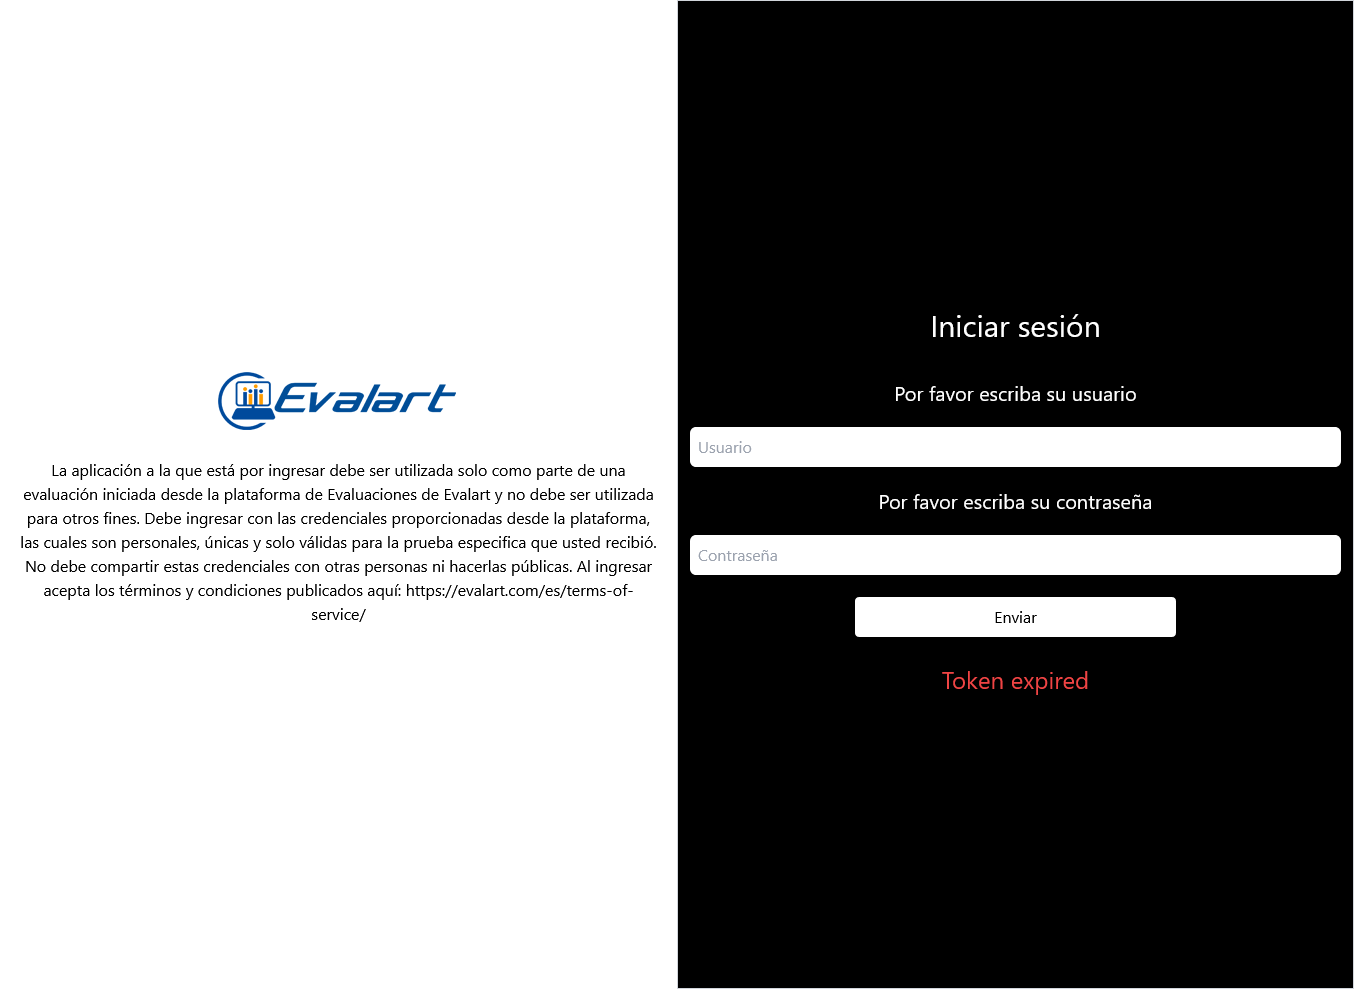 Evalart
La aplicación a la que está por ingresar debe ser utilizada solo como parte de una
evaluación iniciada desde la plataforma de Evaluaciones de Evalart y no debe ser utilizada
para otros fines. Debe ingresar con las credenciales proporcionadas desde la plataforma,
las cuales son personales, únicas y solo válidas para la prueba especifica que usted recibió.
No debe compartir estas credenciales con otras personas ni hacerlas públicas. Al ingresar
acepta los términos y condiciones publicados aquí: https://evalart.com/es/terms-of-
service/
Iniciar sesión
Por favor escriba su usuario
Usuario
Por favor escriba su contraseña
Contraseña
Enviar
Token expired